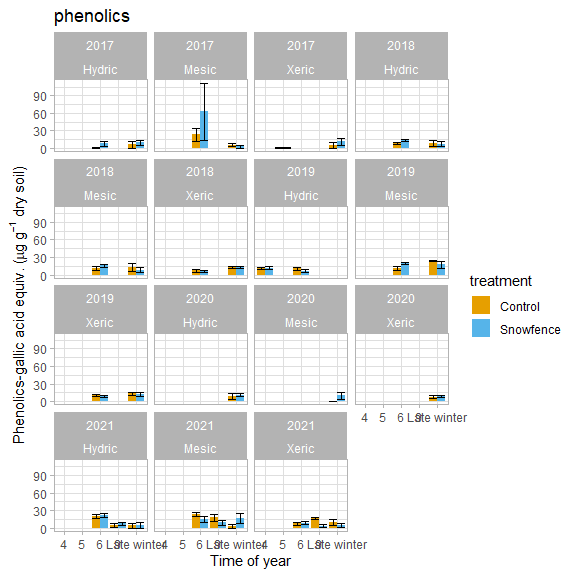 phenolics
2017 2017 2017 2018
Hydric Mesic Xeric Hydric
90
60
30
0
2018 2018 2019 2019
Mesic Xeric Hydric Mesic
90
60
30
0
2019 2020 2020 2020
Xeric Hydric Mesic Xeric
90
60
30
0
4 5 6 9 Late winter
2021 2021 2021
Hydric Mesic Xeric
90
60
30
0
4 5 6 9 Late winter 4 5 6 9 Late winter 4 5 6 9 Late winter
Time of year
Phenolics-gallic acid equiv. (µg g⁻¹ dry soil)
treatment
Control
Snowfence